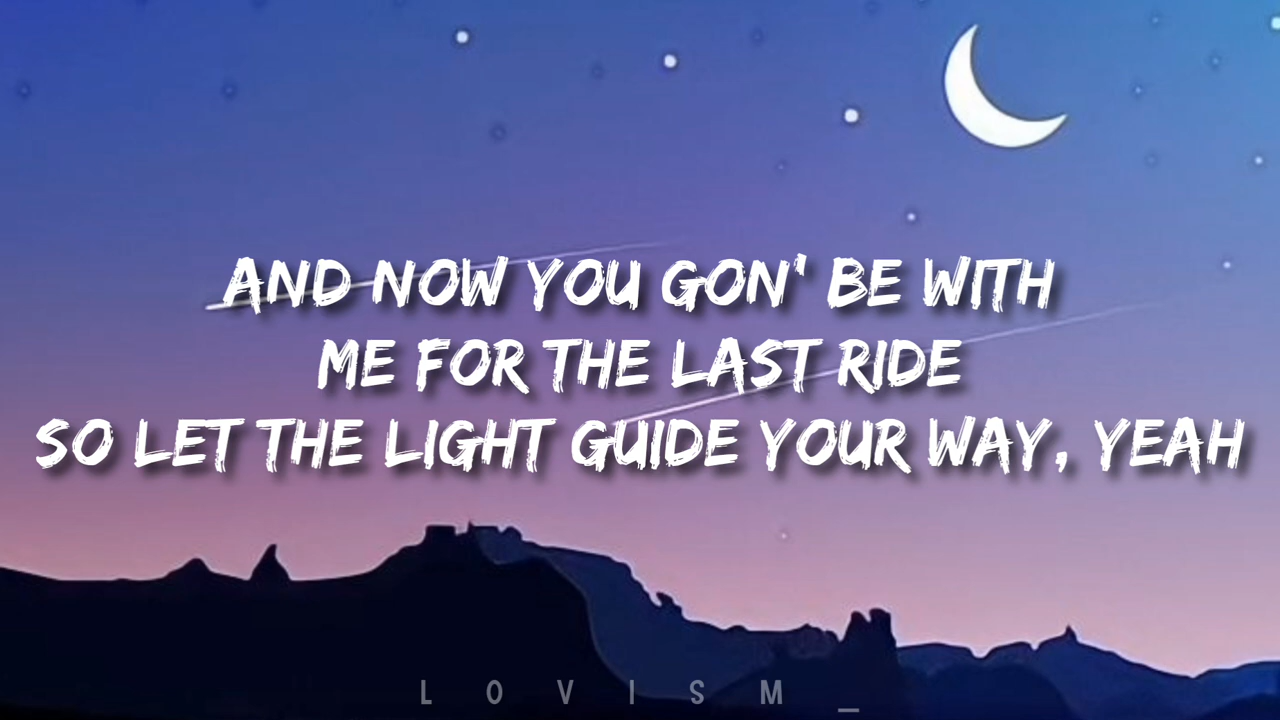 AND NOW YOU GON' BE WITH
ME FOR THE LAST RIDE
SO LET THE LIGHT GUIDE YOUR WAY, YEAH
LOVISM_